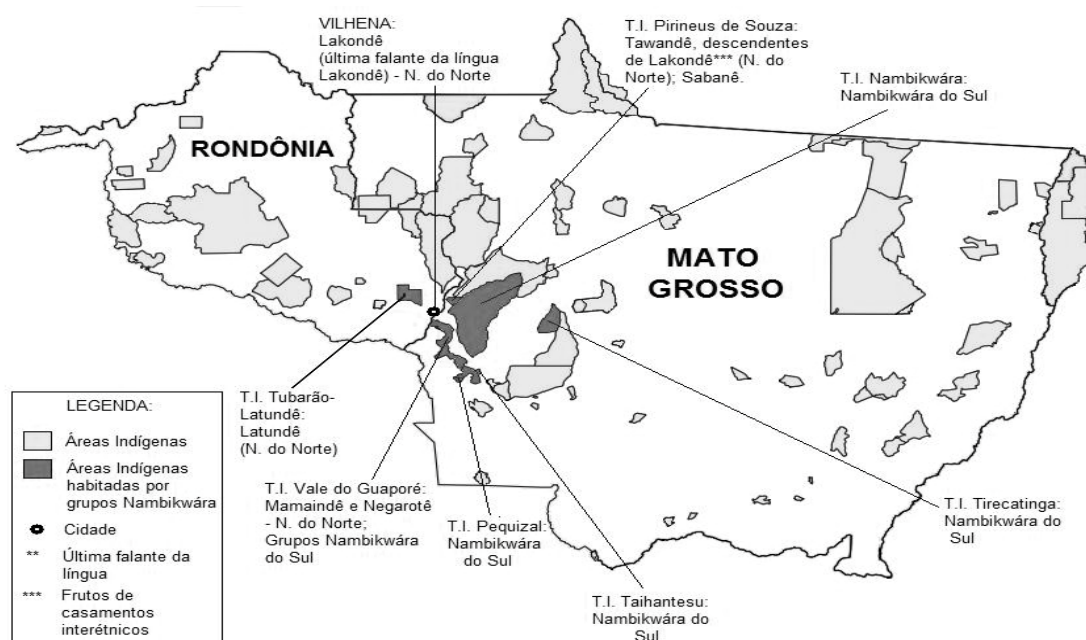 VILHENA:
Lakondê
(última falante da língua
Lakondê) - N. do Norte
T.I. Pirineus de Souza:
Tawandê, descendentes
de Lakondê*** (N. do
Norte); Sabanê.
T.I. Nambikwára:
Nambikwára do Sul
RONDÔNIA
MATO
GROSSO
T.I. Tubarão-
Latundê:
Latundê
(N. do Norte)
T.I. Vale do Guaporé:
Mamaindê e Negarotê
- N. do Norte;
Grupos Nambikwára
do Sul
T.I. Pequizal:
Nambikwára
do Sul
T.I. Taihantesu:
Nambikwára do
Sul
T.I. Tirecatinga:
Nambikwára do
Sul
LEGENDA:
Áreas Indígenas
Áreas Indígenas
habitadas por
grupos Nambikwára
Cidade
** Última falante da
língua
*** Frutos de
casamentos
interétnicos